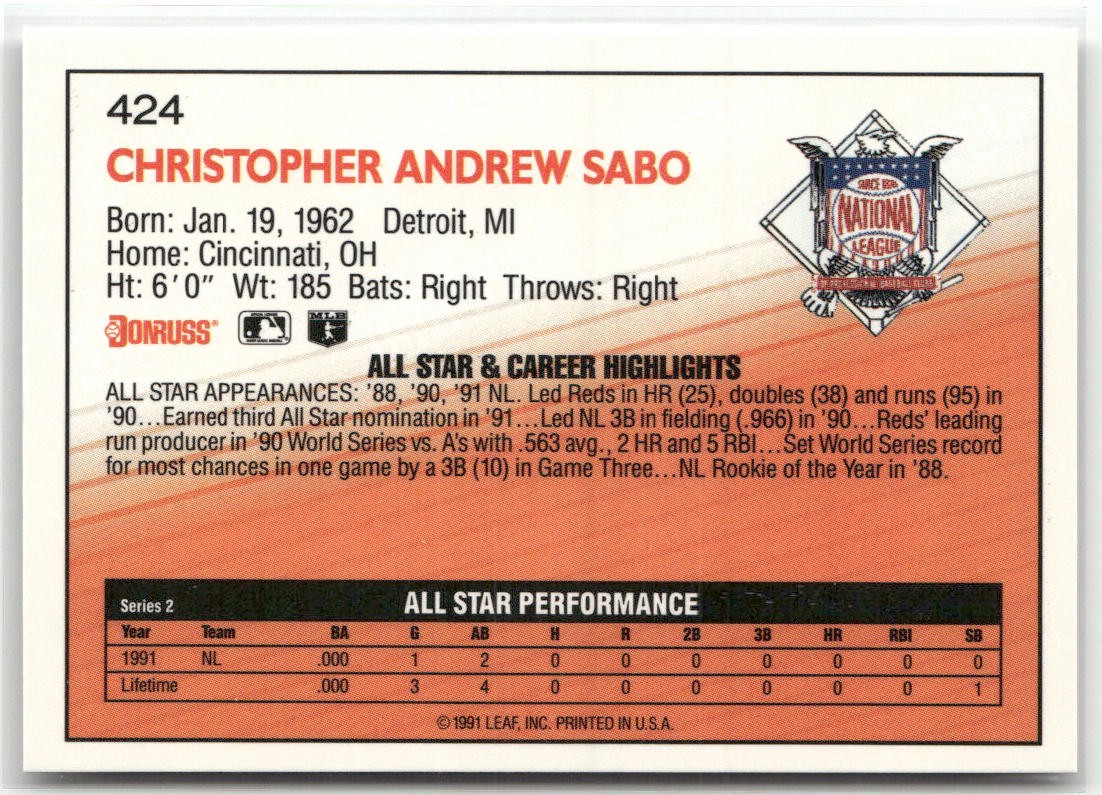 424
CHRISTOPHER ANDREW SABO
Born: Jan. 19, 1962 Detroit, MI
Home: Cincinnati, OH
Ht: 6'0" Wt: 185 Bats: Right Throws: Right
SINCE 1876
NATIONAL
LEAGUE
OF PROFESSIONAL BASEBALL CLUBS
DONRUSS®
MLB
ALL STAR & CAREER HIGHLIGHTS
ALL STAR APPEARANCES: '88, '90, '91 NL. Led Reds in HR (25), doubles (38) and runs (95) in
'90...Earned third All Star nomination in '91...Led NL 3B in fielding (.966) in '90...Reds' leading
run producer in '90 World Series vs. A's with .563 avg., 2 HR and 5 RBI...Set World Series record
for most chances in one game by a 3B (10) in Game Three...NL Rookie of the Year in '88.
Series 2 ALL STAR PERFORMANCE
Year Team BA G AB H R 2B 3B HR RBI SB
1991 NL .000 1 2 0 0 0 0 0 0 0
Lifetime .000 3 4 0 0 0 0 0 0 1
©1991 LEAF, INC. PRINTED IN U.S.A.